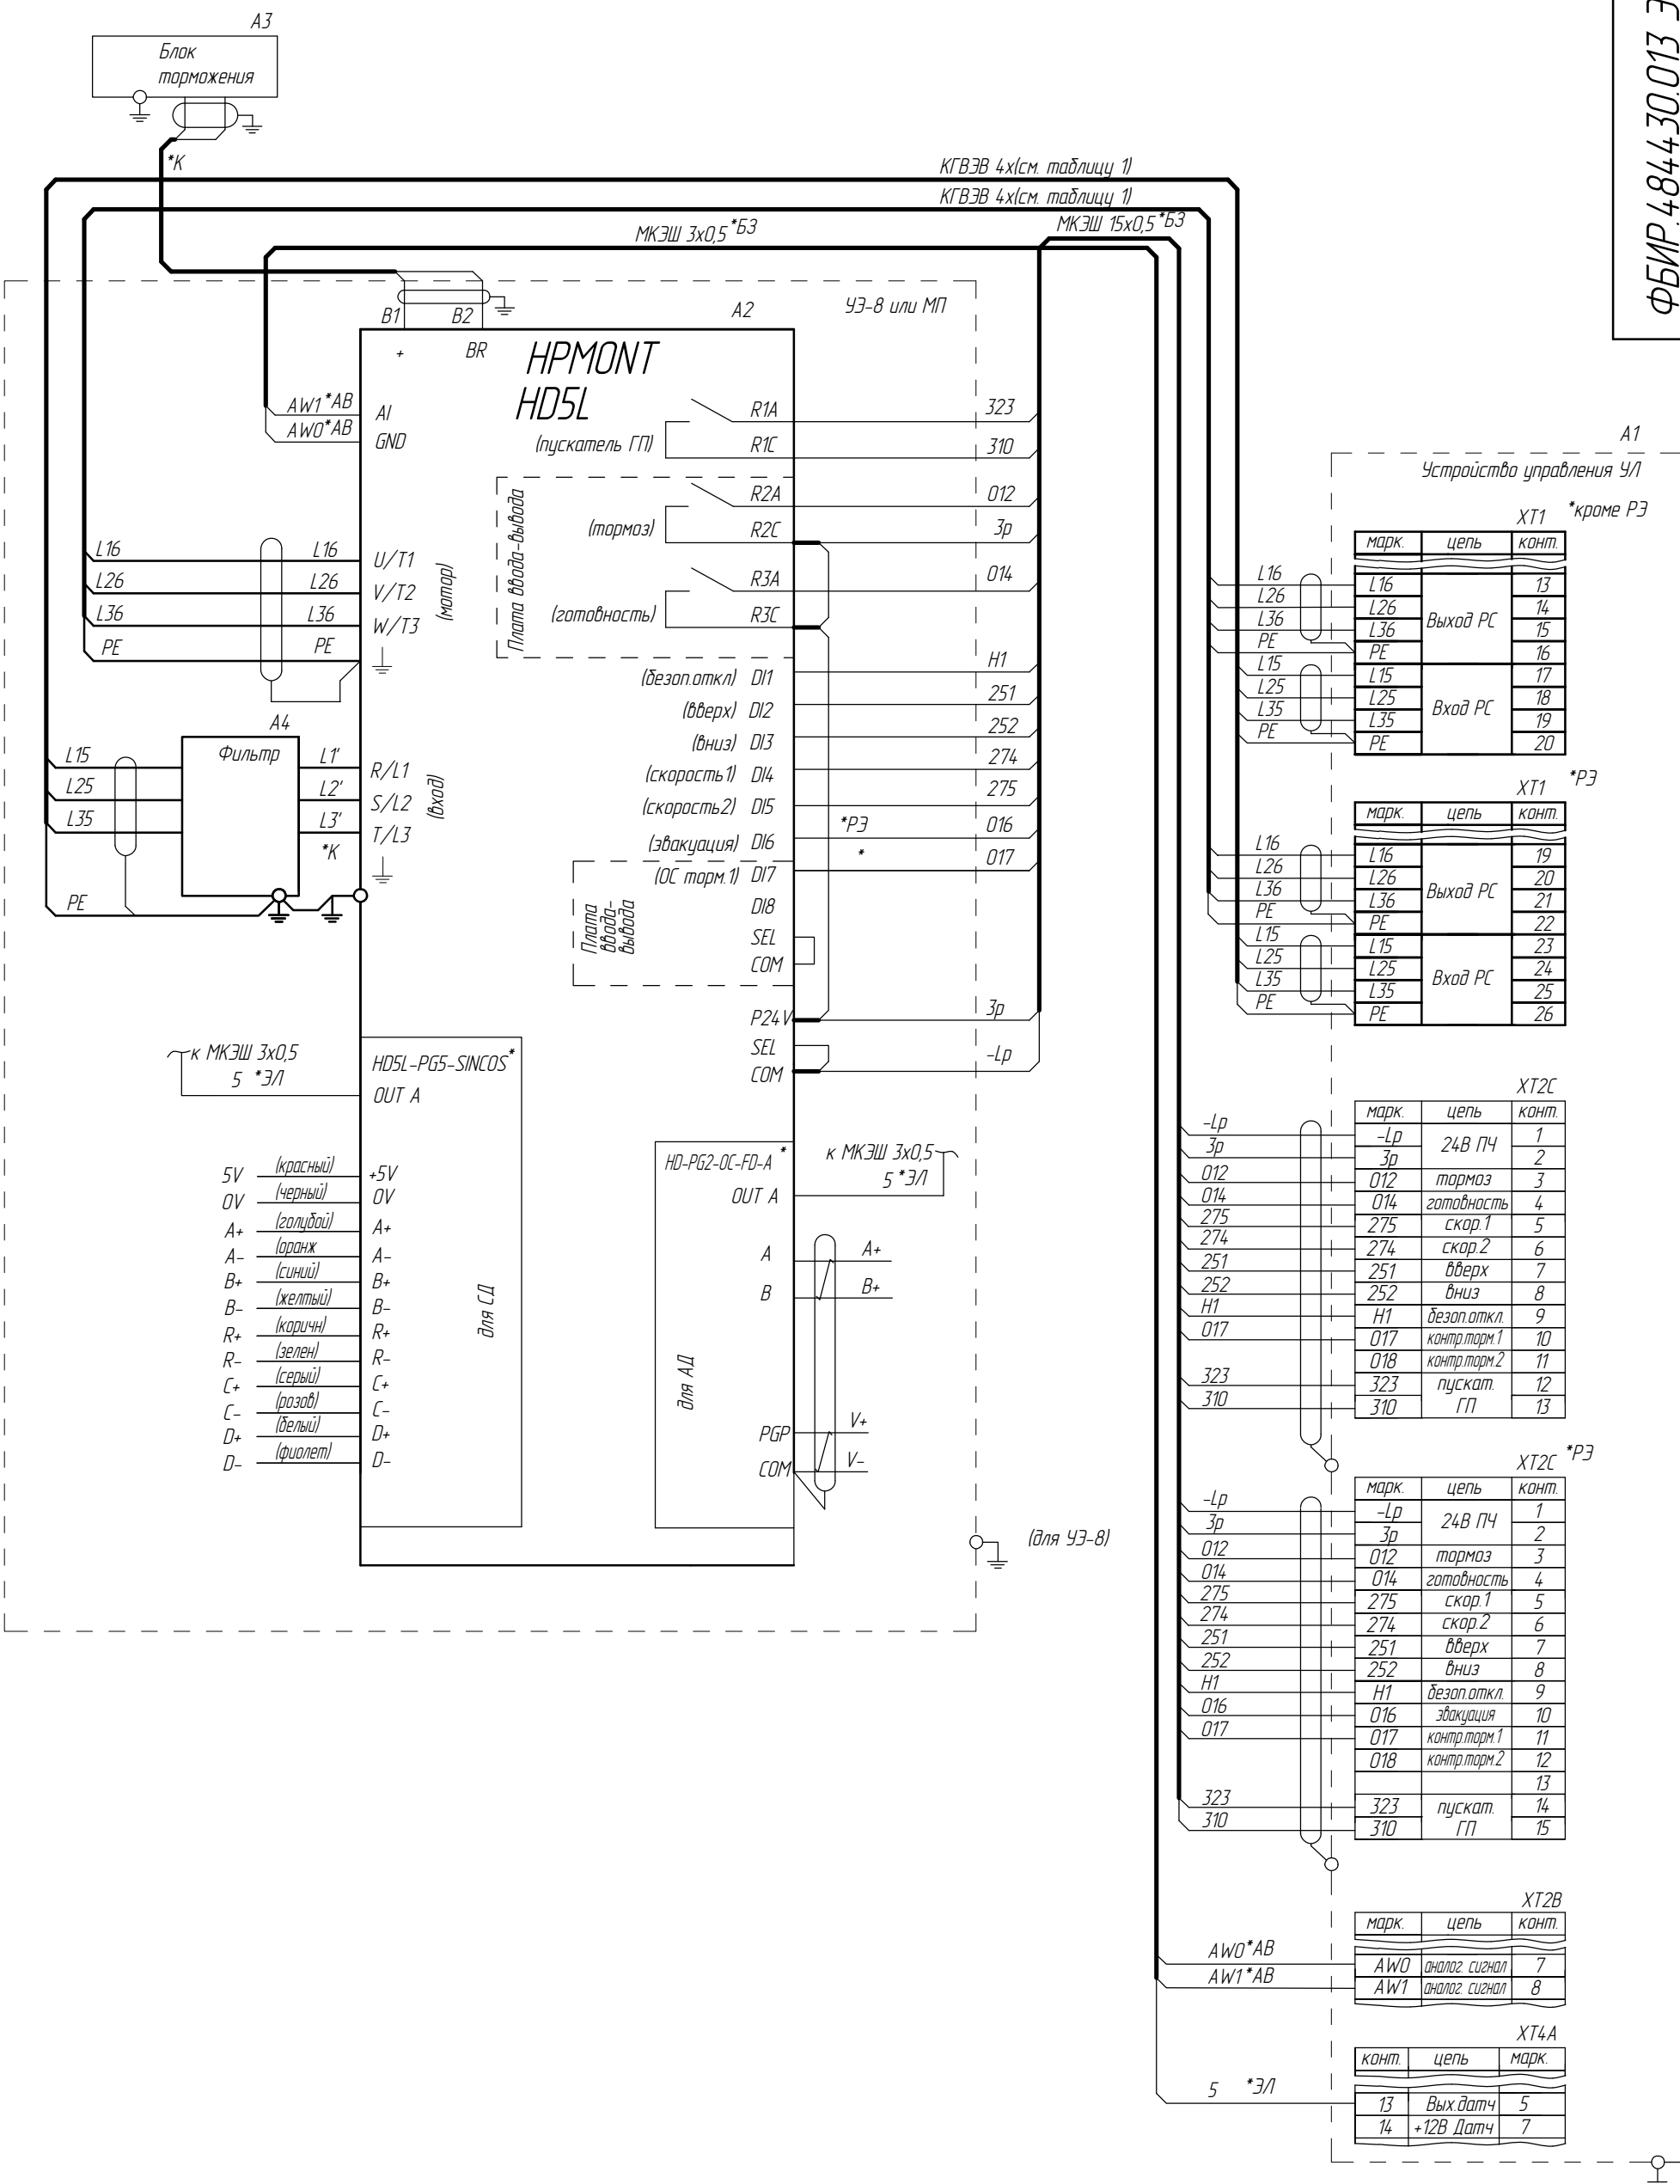 ФБИР.484430.013
A3
Блок
торможения
*К
КГВЭВ 4х(см. таблицу 1)
КГВЭВ 4х(см. таблицу 1)
МКЭШ 3х0,5 *БЗ
МКЭШ 15х0,5 *БЗ
B1
B2
A2
УЭ-8 или МП
+
BR
HPMONT
HD5L
AW1 *АВ
AI
AW0 *АВ
GND
R1A
323
(пускатель ГП)
R1C
310
Плата ввода-вывода
R2A
012
(тормоз)
R2C
3р
R3A
014
(готовность)
R3C
L16
L16
U/T1
L26
L26
V/T2
L36
L36
W/T3
PE
PE
(мотор)
(безоп.откл)
DI1
H1
(вверх)
DI2
251
(вниз)
DI3
252
(скорость1)
DI4
274
(скорость2)
DI5
275
(эвакуация)
DI6
*РЭ
016
(ОС торм.1)
DI7
*
017
Плата
ввода-
вывода
DI8
SEL
COM
P24V
3р
SEL
COM
-Lр
A4
Фильтр
L15
L1'
R/L1
L25
L2'
S/L2
L35
L3'
T/L3
*К
(вход)
PE
к МКЭШ 3х0,5
5 *ЭЛ
HD5L-PG5-SINCOS*
OUT A
5V
(красный)
+5V
0V
(черный)
0V
A+
(голубой)
A+
A-
(оранж
A-
B+
(синий)
B+
B-
(желтый)
B-
R+
(коричн)
R+
R-
(зелен)
R-
C+
(серый)
C+
C-
(розов)
C-
D+
(белый)
D+
D-
(фиолет)
D-
для СД
HD-PG2-OC-FD-A *
к МКЭШ 3х0,5
5 *ЭЛ
OUT A
A
A+
B
B+
для АД
PGP
V+
COM
V-
(для УЭ-8)
A1
Устройство управления УЛ
XT1
*кроме РЭ
марк.
цепь
конт.
L16
L16
13
L26
L26
14
Выход РС
L36
L36
15
PE
PE
16
L15
L15
17
L25
L25
18
Вход РС
L35
L35
19
PE
PE
20
XT1
*РЭ
марк.
цепь
конт.
L16
L16
19
L26
L26
20
Выход РС
L36
L36
21
PE
PE
22
L15
L15
23
L25
L25
24
Вход РС
L35
L35
25
PE
PE
26
XT2C
марк.
цепь
конт.
-Lр
-Lр
24В ПЧ
1
3р
3р
2
012
012
тормоз
3
014
014
готовность
4
275
275
скор.1
5
274
274
скор.2
6
251
251
вверх
7
252
252
вниз
8
H1
H1
безоп.откл.
9
017
017
контр.торм.1
10
018
контр.торм.2
11
323
323
пускат.
12
310
310
ГП
13
XT2C
*РЭ
марк.
цепь
конт.
-Lр
-Lр
24В ПЧ
1
3р
3р
2
012
012
тормоз
3
014
014
готовность
4
275
275
скор.1
5
274
274
скор.2
6
251
251
вверх
7
252
252
вниз
8
H1
H1
безоп.откл.
9
016
016
эвакуация
10
017
017
контр.торм.1
11
018
контр.торм.2
12
13
323
323
пускат.
14
310
310
ГП
15
XT2B
марк.
цепь
конт.
AW0 *АВ
AW0
аналог. сигнал
7
AW1 *АВ
AW1
аналог. сигнал
8
XT4A
конт.
цепь
марк.
5 *ЭЛ
13
Вых.датч
5
14
+12В Датч
7